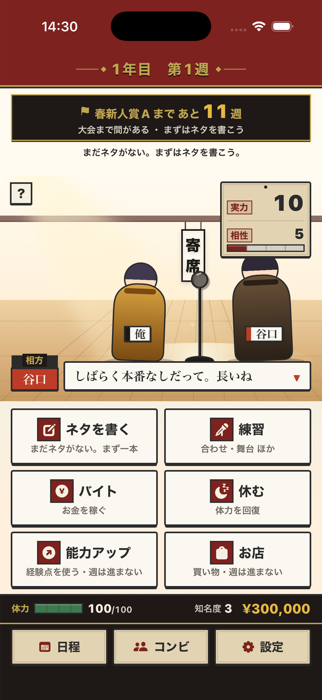 14:30
1年目 第1週
春新人賞 A まで あと 11 週
大会まで間がある ・ まずはネタを書こう
まだネタがない。まずはネタを書こう。
?
実力 10
相性 5
寄席
俺
谷口
相方
谷口
しばらく本番なしだって。長いね
ネタを書く
まだネタがない。まず一本
練習
合わせ・舞台 ほか
バイト
お金を稼ぐ
休む
体力を回復
能力アップ
経験点を使う・週は進まない
お店
買い物・週は進まない
体力 100/100 知名度 3 ¥300,000
日程
コンビ
設定